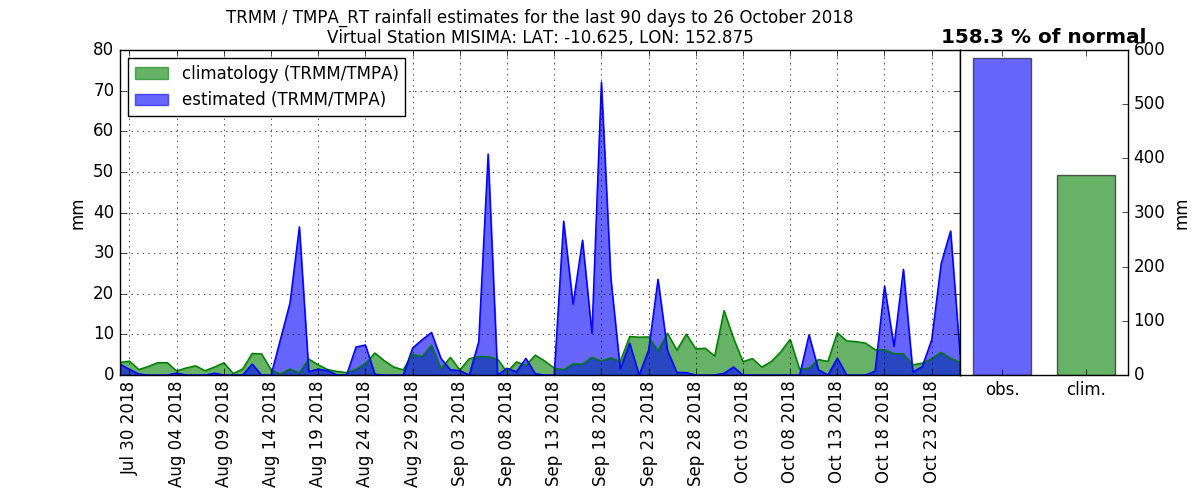 TRMM / TMPA_RT rainfall estimates for the last 90 days to 26 October 2018
Virtual Station MISIMA: LAT: -10.625, LON: 152.875
158.3 % of normal
climatology (TRMM/TMPA)
estimated (TRMM/TMPA)
80
70
60
50
40
30
20
10
0
mm
Jul 30 2018
Aug 04 2018
Aug 09 2018
Aug 14 2018
Aug 19 2018
Aug 24 2018
Aug 29 2018
Sep 03 2018
Sep 08 2018
Sep 13 2018
Sep 18 2018
Sep 23 2018
Sep 28 2018
Oct 03 2018
Oct 08 2018
Oct 13 2018
Oct 18 2018
Oct 23 2018
obs.
clim.
600
500
400
300
200
100
0
mm